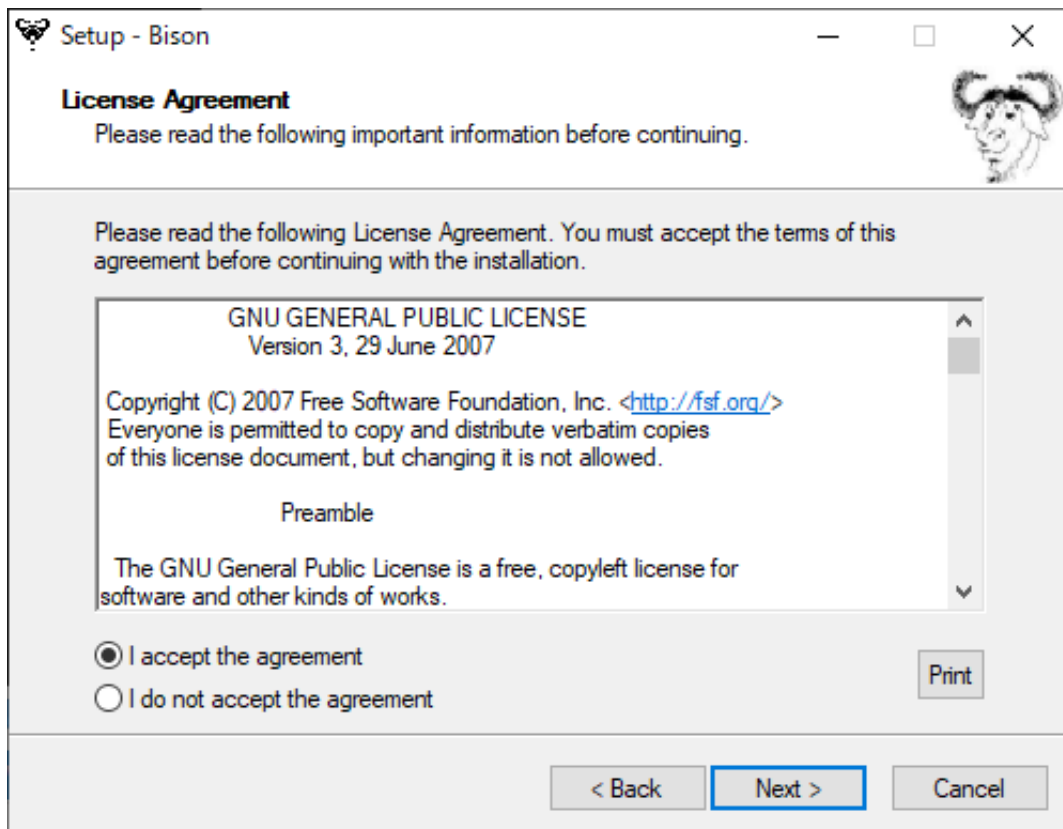 Setup - Bison
License Agreement
Please read the following important information before continuing.
Please read the following License Agreement. You must accept the terms of this
agreement before continuing with the installation.
GNU GENERAL PUBLIC LICENSE
Version 3, 29 June 2007
Copyright (C) 2007 Free Software Foundation, Inc. <http://fsf.org/>
Everyone is permitted to copy and distribute verbatim copies
of this license document, but changing it is not allowed.
Preamble
The GNU General Public License is a free, copyleft license for
software and other kinds of works.
I accept the agreement
Print
I do not accept the agreement
< Back Next > Cancel